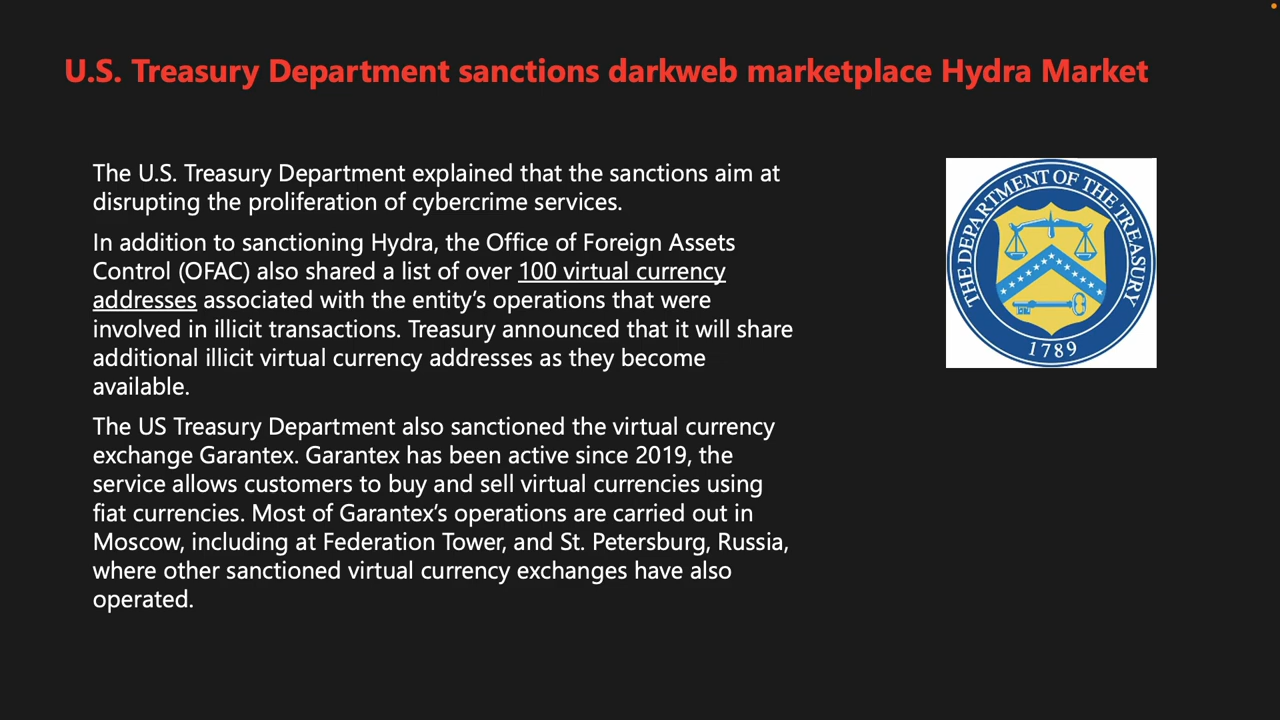 U.S. Treasury Department sanctions darkweb marketplace Hydra Market
The U.S. Treasury Department explained that the sanctions aim at
disrupting the proliferation of cybercrime services.
In addition to sanctioning Hydra, the Office of Foreign Assets
Control (OFAC) also shared a list of over 100 virtual currency
addresses associated with the entity’s operations that were
involved in illicit transactions. Treasury announced that it will share
additional illicit virtual currency addresses as they become
available.
The US Treasury Department also sanctioned the virtual currency
exchange Garantex. Garantex has been active since 2019, the
service allows customers to buy and sell virtual currencies using
fiat currencies. Most of Garantex’s operations are carried out in
Moscow, including at Federation Tower, and St. Petersburg, Russia,
where other sanctioned virtual currency exchanges have also
operated.
THE DEPARTMENT OF THE TREASURY
1789